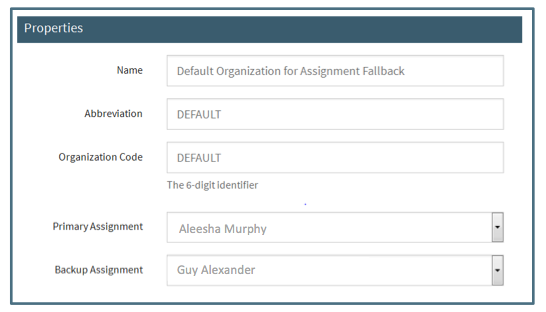 Properties
Name Default Organization for Assignment Fallback
Abbreviation DEFAULT
Organization Code DEFAULT
The 6-digit identifier
Primary Assignment Aleesha Murphy
Backup Assignment Guy Alexander